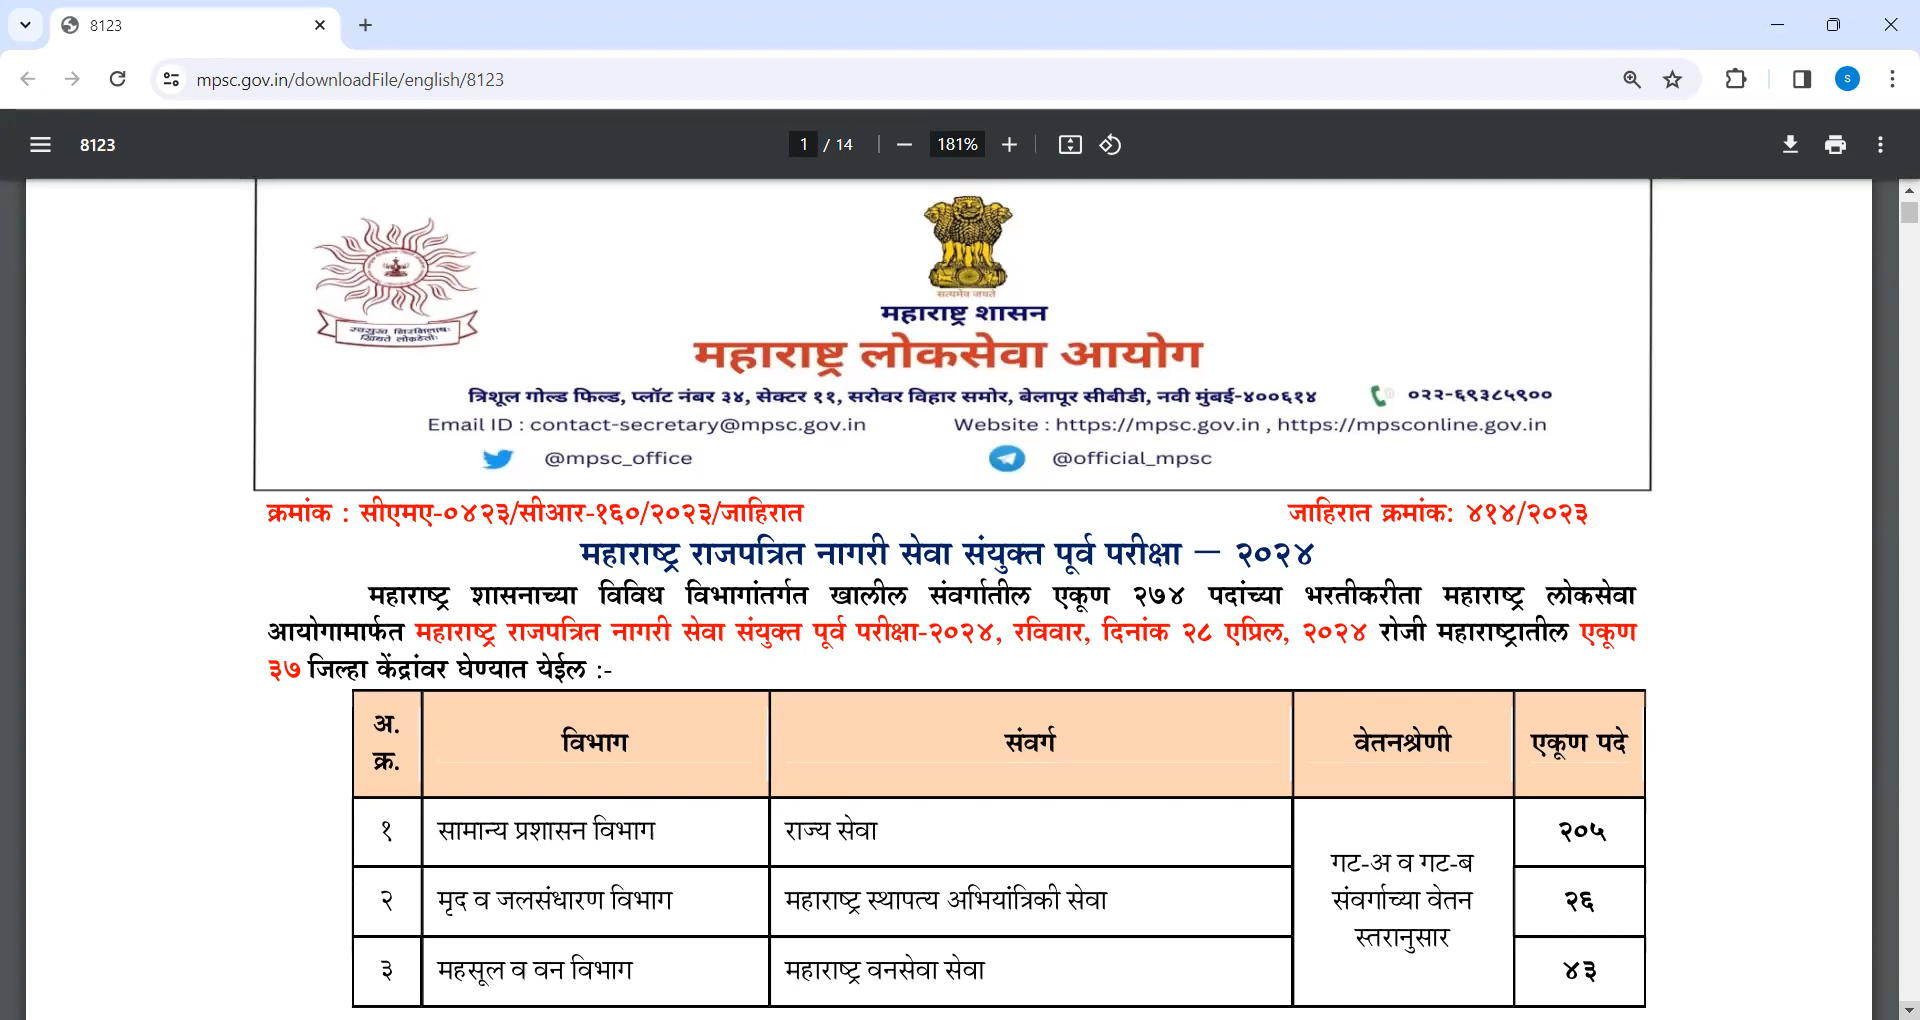 8123
mpsc.gov.in/downloadFile/english/8123
S
8123
1 / 14
181%
सत्यमेव जयते
महाराष्ट्र शासन
महाराष्ट्र लोकसेवा आयोग
त्रिशूल गोल्ड फिल्ड, प्लॉट नंबर ३४, सेक्टर ११, सरोवर विहार समोर, बेलापूर सीबीडी, नवी मुंबई-४००६१४ ०२२-६९३८५९००
Email ID : contact-secretary@mpsc.gov.in Website : https://mpsc.gov.in , https://mpsconline.gov.in
@mpsc_office @official_mpsc
क्रमांक : सीएमए-०४२३/सीआर-१६०/२०२३/जाहिरात जाहिरात क्रमांक: ४१४/२०२३
महाराष्ट्र राजपत्रित नागरी सेवा संयुक्त पूर्व परीक्षा – २०२४
महाराष्ट्र शासनाच्या विविध विभागांतर्गत खालील संवर्गातील एकूण २७४ पदांच्या भरतीकरीता महाराष्ट्र लोकसेवा
आयोगामार्फत महाराष्ट्र राजपत्रित नागरी सेवा संयुक्त पूर्व परीक्षा-२०२४, रविवार, दिनांक २८ एप्रिल, २०२४ रोजी महाराष्ट्रातील एकूण
३७ जिल्हा केंद्रांवर घेण्यात येईल :-
अ. क्र. विभाग संवर्ग वेतनश्रेणी एकूण पदे
१ सामान्य प्रशासन विभाग राज्य सेवा २०५
गट-अ व गट-ब
२ मृद व जलसंधारण विभाग महाराष्ट्र स्थापत्य अभियांत्रिकी सेवा संवर्गाच्या वेतन २६
स्तरानुसार
३ महसूल व वन विभाग महाराष्ट्र वनसेवा सेवा ४३